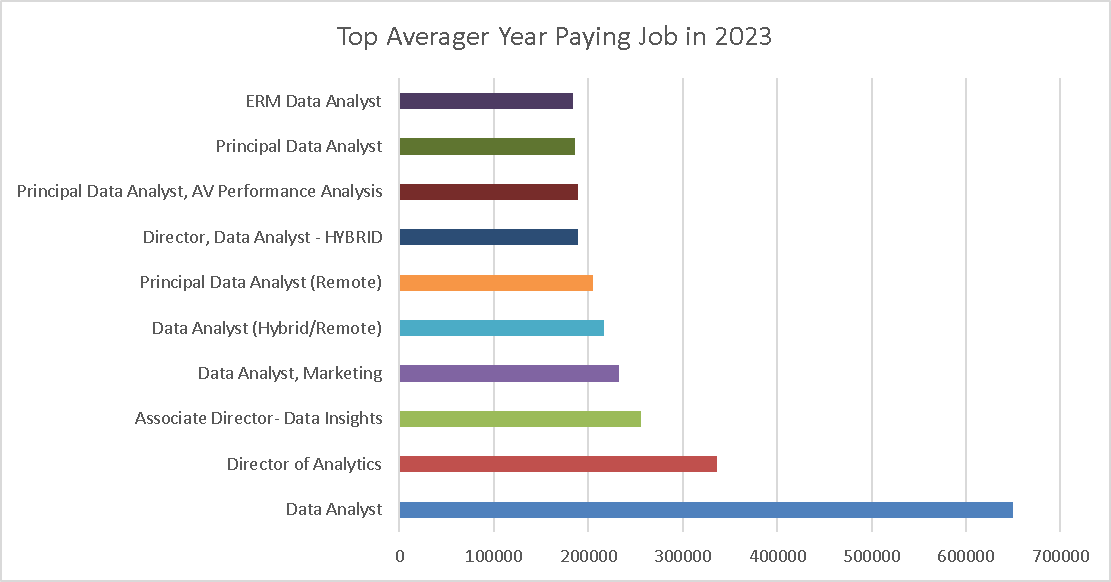 Top Averager Year Paying Job in 2023
ERM Data Analyst
Principal Data Analyst
Principal Data Analyst, AV Performance Analysis
Director, Data Analyst - HYBRID
Principal Data Analyst (Remote)
Data Analyst (Hybrid/Remote)
Data Analyst, Marketing
Associate Director- Data Insights
Director of Analytics
Data Analyst
0 100000 200000 300000 400000 500000 600000 700000